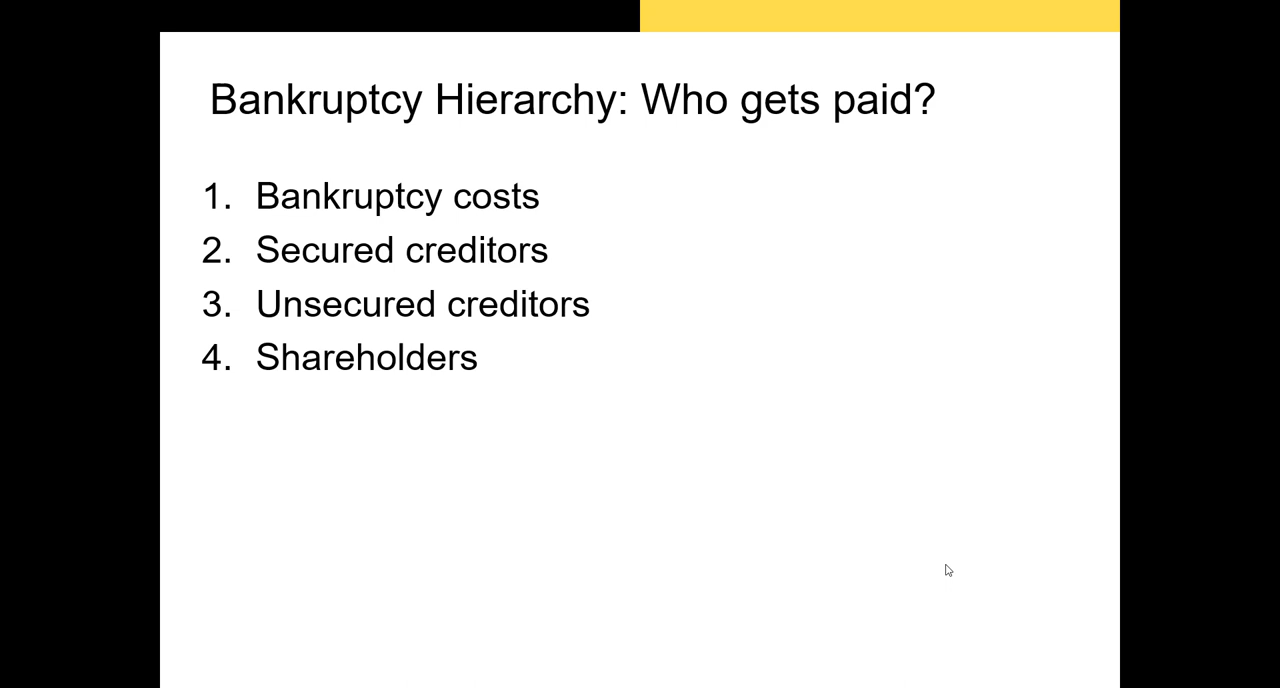 Bankruptcy Hierarchy: Who gets paid?
1. Bankruptcy costs
2. Secured creditors
3. Unsecured creditors
4. Shareholders